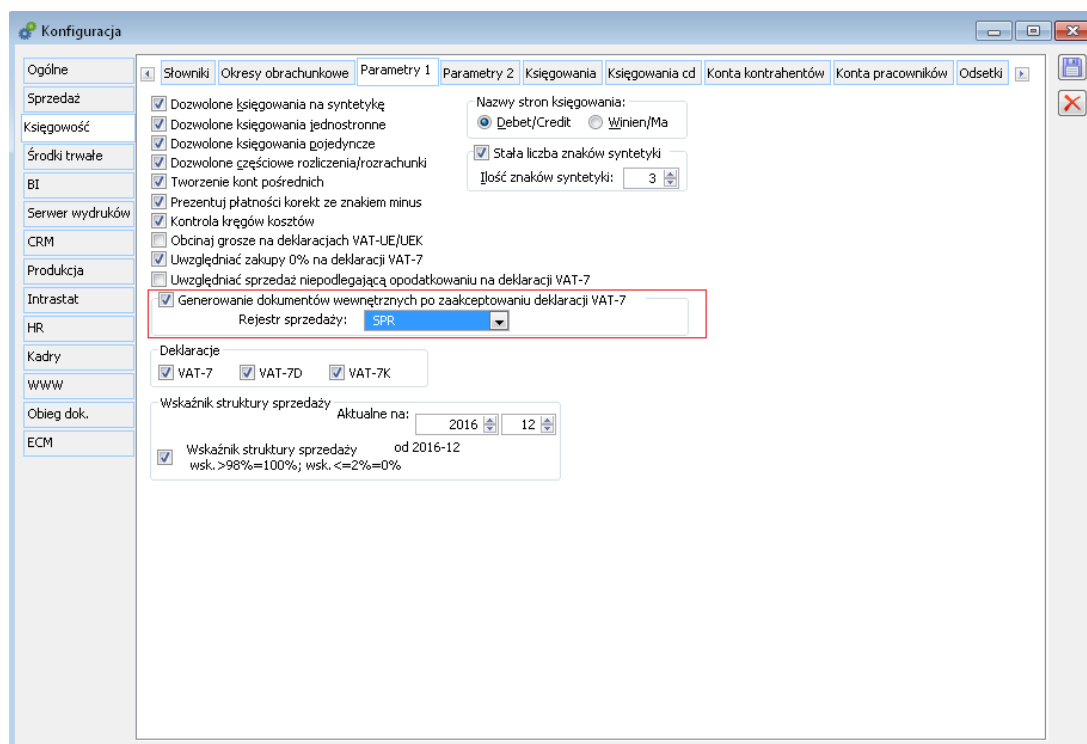 Konfiguracja
Ogólne
Sprzedaż
Księgowość
Środki trwałe
BI
Serwer wydruków
CRM
Produkcja
Intrastat
HR
Kadry
WWW
Obieg dok.
ECM
Słowniki Okresy obrachunkowe Parametry 1 Parametry 2 Księgowania Księgowania cd Konta kontrahentów Konta pracowników Odsetki
Dozwolone księgowania na syntetykę
Dozwolone księgowania jednostronne
Dozwolone księgowania pojedyncze
Dozwolone częściowe rozliczenia/rozrachunki
Tworzenie kont pośrednich
Prezentuj płatności korekt ze znakiem minus
Kontrola kręgów kosztów
Obcinaj grosze na deklaracjach VAT-UE/UEK
Uwzględniać zakupy 0% na deklaracji VAT-7
Uwzględniać sprzedaż niepodlegającą opodatkowaniu na deklaracji VAT-7
Nazwy stron księgowania:
Debet/Credit Winien/Ma
Stała liczba znaków syntetyki
Ilość znaków syntetyki: 3
Generowanie dokumentów wewnętrznych po zaakceptowaniu deklaracji VAT-7
Rejestr sprzedaży: SPR
Deklaracje
VAT-7 VAT-7D VAT-7K
Wskaźnik struktury sprzedaży
Aktualne na: 2016 12
Wskaźnik struktury sprzedaży od 2016-12
wsk.>98%=100%; wsk.<=2%=0%